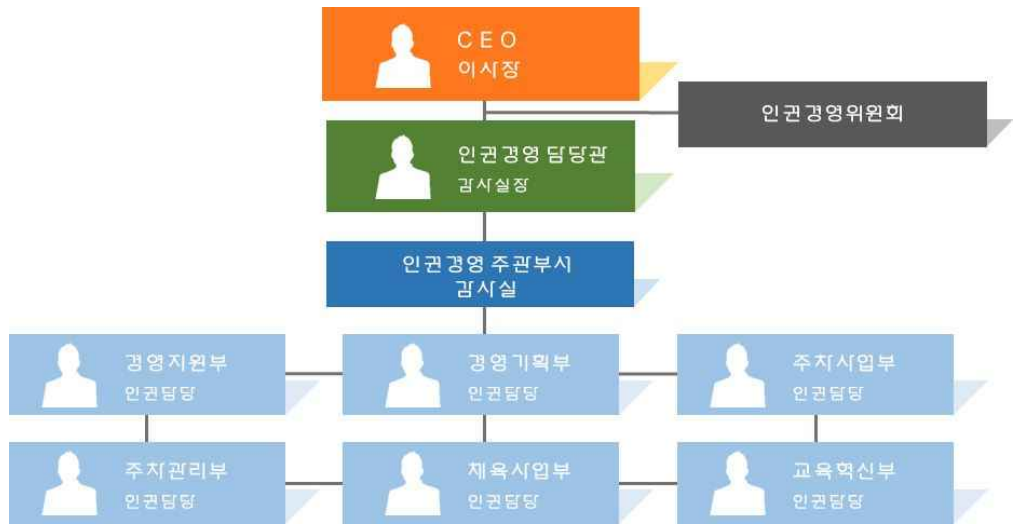 CEO
이사장
인권경영위원회
인권경영 담당관
감사실장
인권경영 주관부서
감사실
경영지원부
인권담당
경영기획부
인권담당
주차사업부
인권담당
주차관리부
인권담당
체육사업부
인권담당
교육혁신부
인권담당